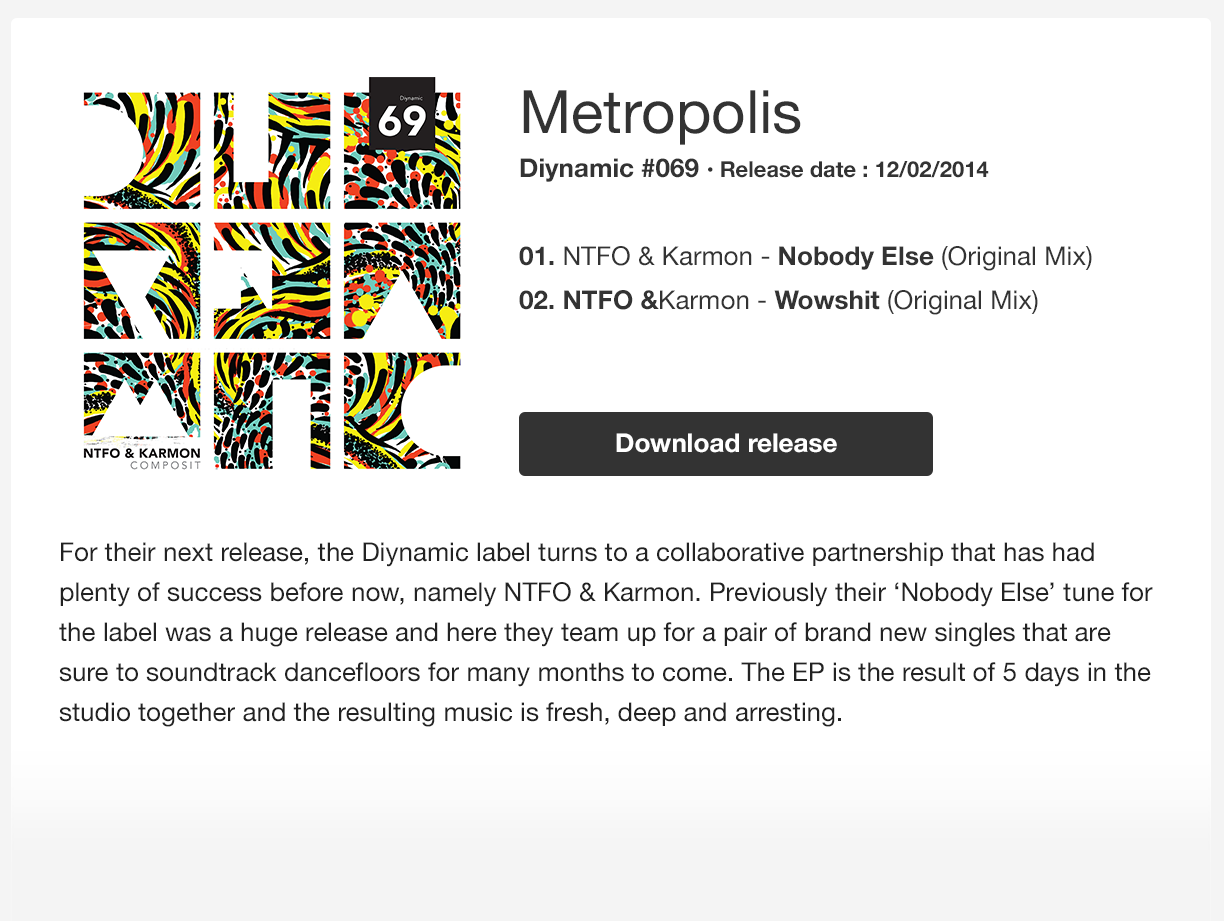 Diynamic
69
NTFO & KARMON
COMPOSIT
Metropolis
Diynamic #069 · Release date : 12/02/2014
01. NTFO & Karmon - Nobody Else (Original Mix)
02. NTFO &Karmon - Wowshit (Original Mix)
Download release
For their next release, the Diynamic label turns to a collaborative partnership that has had
plenty of success before now, namely NTFO & Karmon. Previously their ‘Nobody Else’ tune for
the label was a huge release and here they team up for a pair of brand new singles that are
sure to soundtrack dancefloors for many months to come. The EP is the result of 5 days in the
studio together and the resulting music is fresh, deep and arresting.